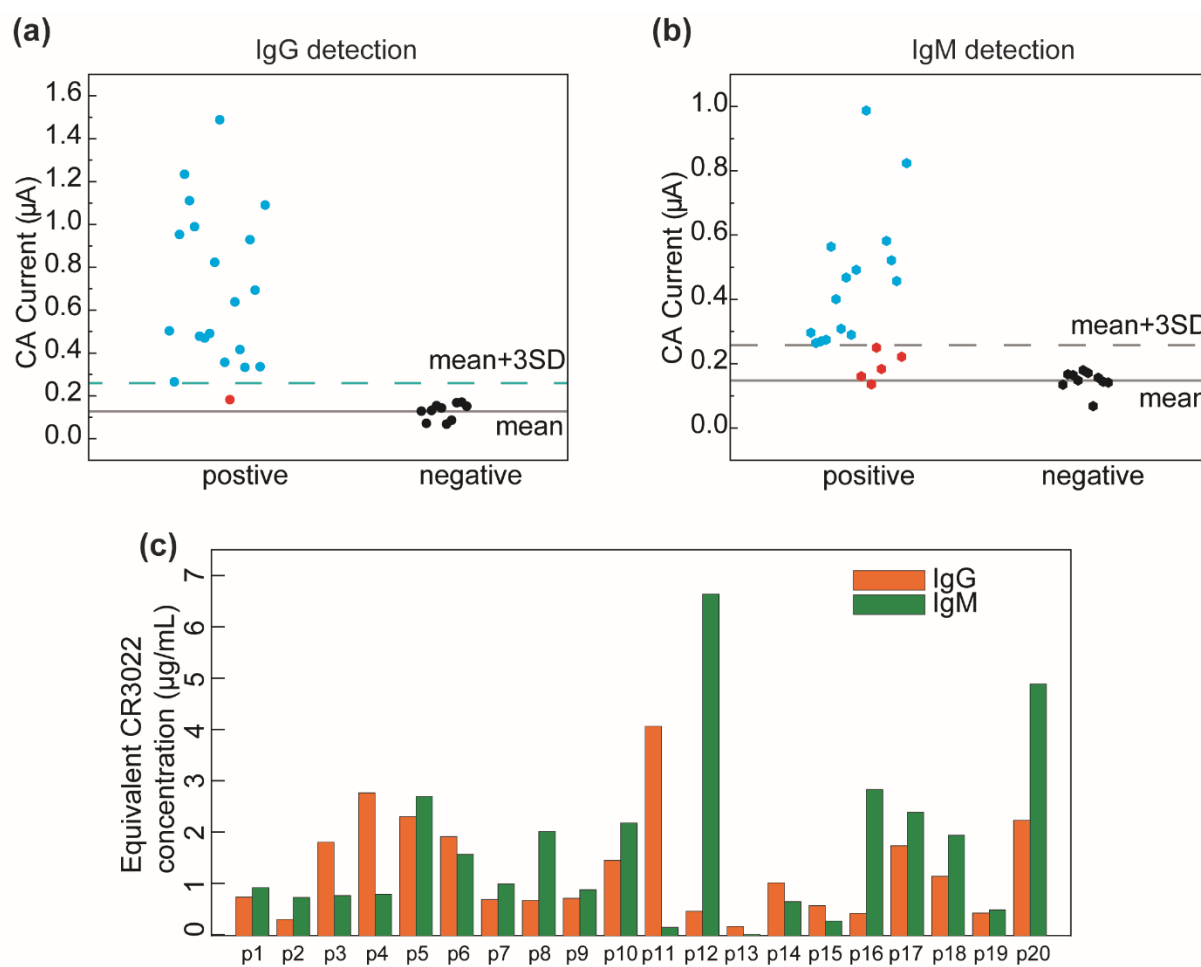 (a)
IgG detection
CA Current (µA)
1.6
1.4
1.2
1.0
0.8
0.6
0.4
0.2
0.0
mean+3SD
mean
postive
negative
(b)
IgM detection
CA Current (µA)
1.0
0.8
0.6
0.4
0.2
0.0
mean+3SD
mean
positive
negative
(c)
Equivalent CR3022
concentration (µg/mL)
7
6
5
4
3
2
1
0
IgG
IgM
p1 p2 p3 p4 p5 p6 p7 p8 p9 p10 p11 p12 p13 p14 p15 p16 p17 p18 p19 p20